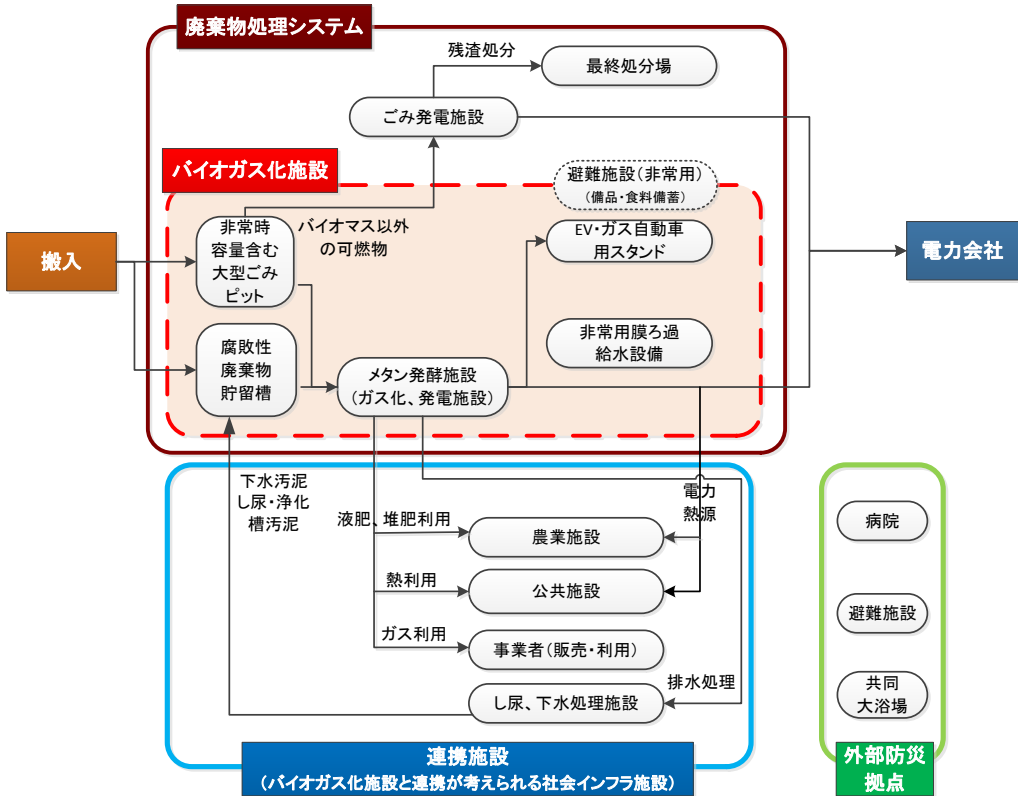 廃棄物処理システム
残渣処分
最終処分場
ごみ発電施設
バイオガス化施設
避難施設（非常用）
（備品・食料備蓄）
バイオマス以外
の可燃物
非常時
容量含む
大型ごみ
ピット
EV・ガス自動車
用スタンド
搬入
電力会社
非常用膜ろ過
給水設備
腐敗性
廃棄物
貯留槽
メタン発酵施設
（ガス化、発電施設）
下水汚泥
し尿・浄化
槽汚泥
電力
熱源
液肥、堆肥利用
農業施設
熱利用
公共施設
ガス利用
事業者（販売・利用）
排水処理
し尿、下水処理施設
連携施設
（バイオガス化施設と連携が考えられる社会インフラ施設）
病院
避難施設
共同
大浴場
外部防災
拠点